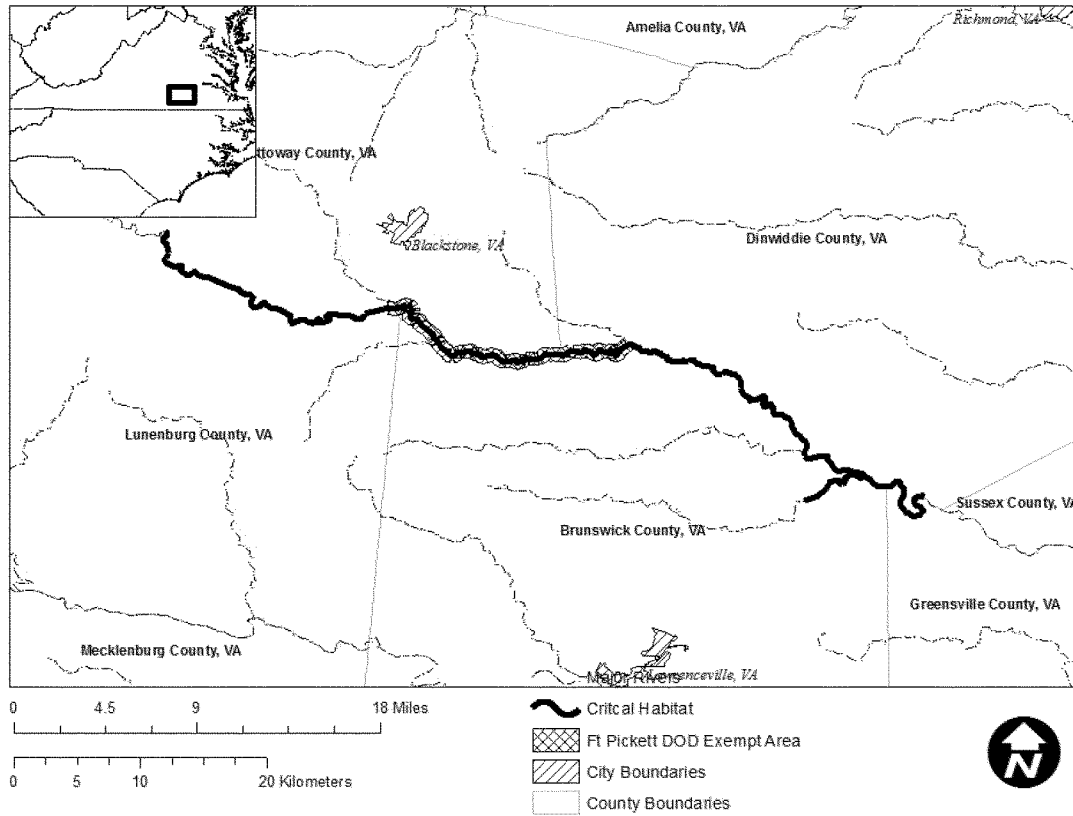 Amelia County, VA
Richmond, VA
ttoway County, VA
Blackstone, VA
Dinwiddie County, VA
Lunenburg County, VA
Sussex County, VA
Brunswick County, VA
Greensville County, VA
Mecklenburg County, VA
Lawrenceville, VA
Major Rivers
0 4.5 9 18 Miles
Critcal Habitat
Ft Pickett DOD Exempt Area
0 5 10 20 Kilometers
City Boundaries
County Boundaries
N